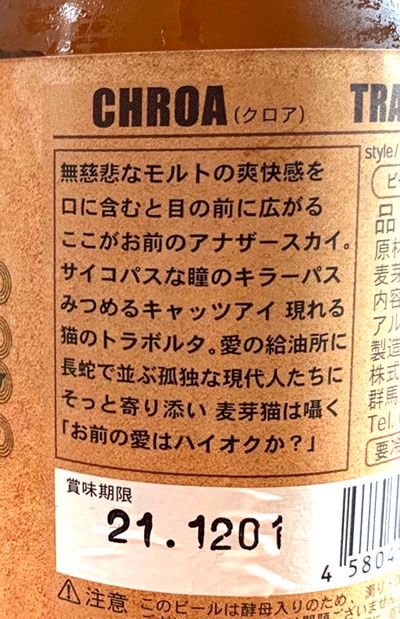 CHROA (クロア)
TRA
style/
無慈悲なモルトの爽快感を
口に含むと目の前に広がる
ここがお前のアナザースカイ。
サイコパスな瞳のキラーパス
みつめるキャッツアイ 現れる
猫のトラボルタ。愛の給油所に
長蛇で並ぶ孤独な現代人たちに
そっと寄り添い 麦芽猫は囁く
「お前の愛はハイオクか?」
品
原材
麦芽
内容
アル
製造
株式
群馬
Tel.
要冷
賞味期限
21.1201
4 5804
⚠注意 このビールは酵母入りのため、